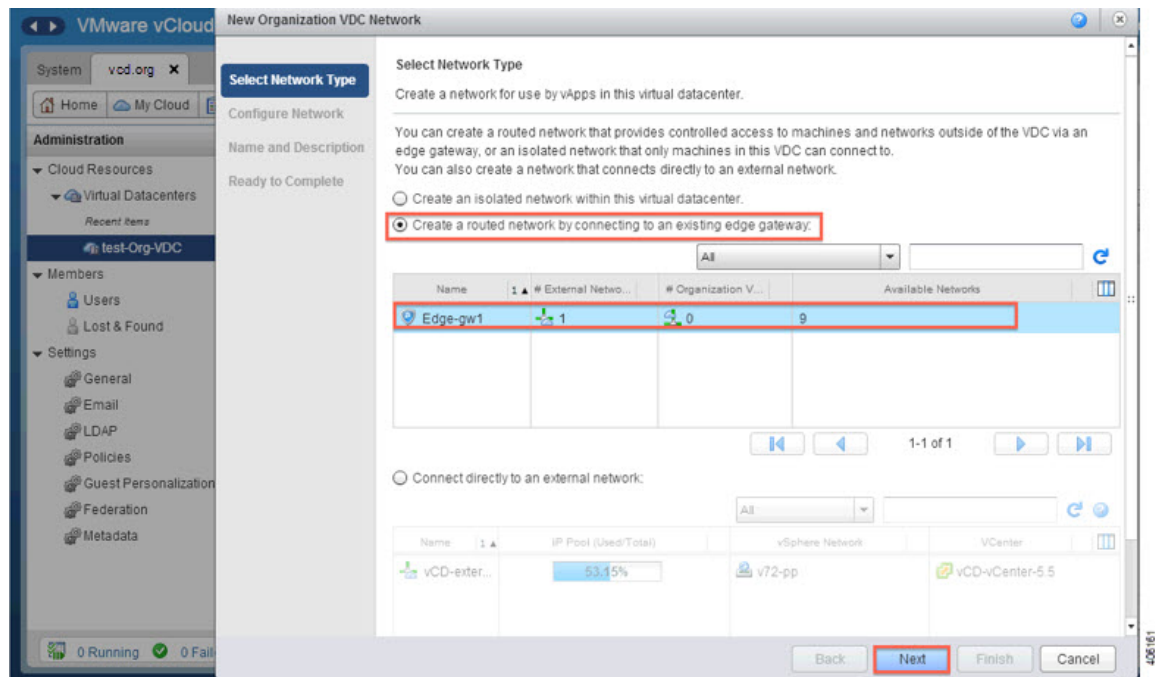 VMware vCloud
New Organization VDC Network
System
vcd.org
Home
My Cloud
Administration
Cloud Resources
Virtual Datacenters
Recent Items
test-Org-VDC
Members
Users
Lost & Found
Settings
General
Email
LDAP
Policies
Guest Personalization
Federation
Metadata
0 Running
0 Fail
Select Network Type
Configure Network
Name and Description
Ready to Complete
Select Network Type
Create a network for use by vApps in this virtual datacenter.
You can create a routed network that provides controlled access to machines and networks outside of the VDC via an
edge gateway, or an isolated network that only machines in this VDC can connect to.
You can also create a network that connects directly to an external network.
Create an isolated network within this virtual datacenter.
Create a routed network by connecting to an existing edge gateway:
All
Name 1 # External Netwo... # Organization V... Available Networks
Edge-gw1 1 0 9
1-1 of 1
Connect directly to an external network:
All
Name 1 IP Pool (Used/Total) vSphere Network VCenter
vCD-exter... 53.15% v72-pp vCD-vCenter-5.5
Back Next Finish Cancel
406161